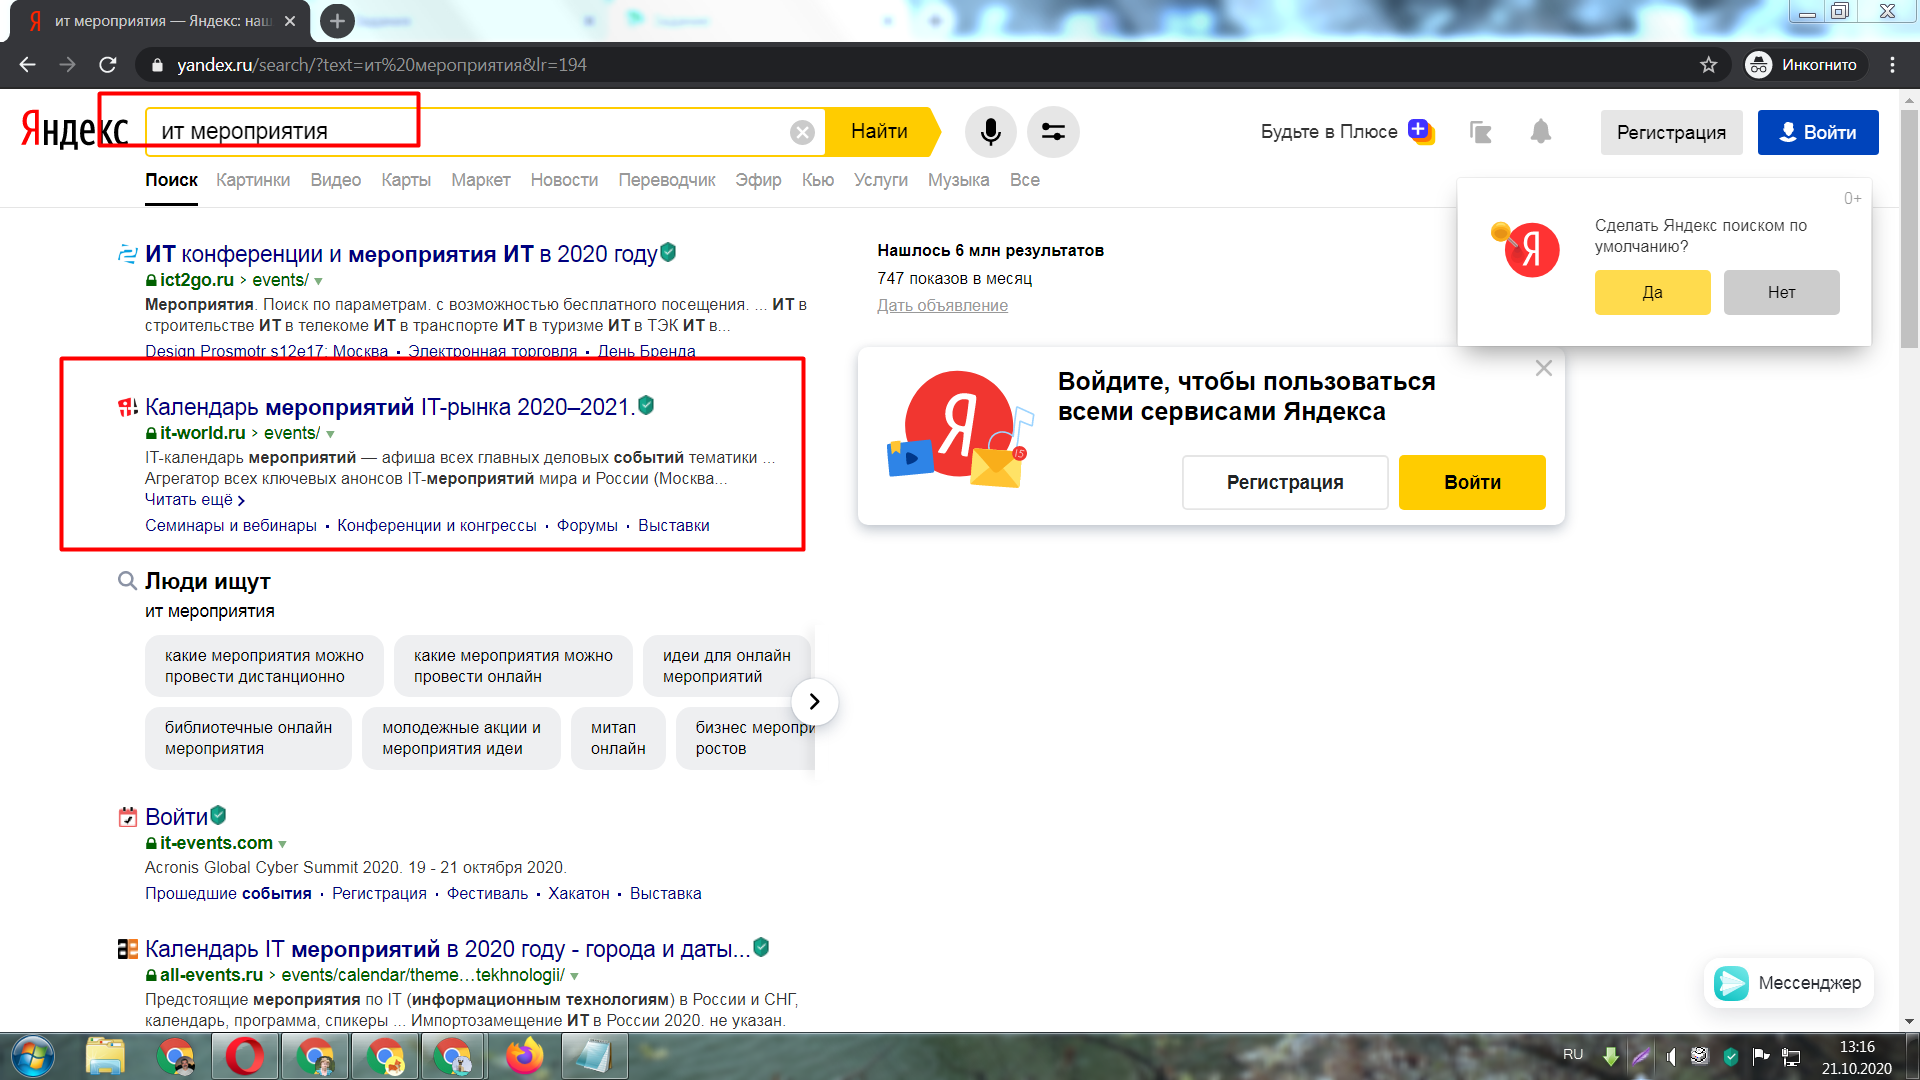 ит мероприятия — Яндекс: наш
yandex.ru/search/?text=ит%20мероприятия&lr=194
Инкогнито
Яндекс
ит мероприятия
Найти
Будьте в Плюсе
Регистрация
Войти
Поиск Картинки Видео Карты Маркет Новости Переводчик Эфир Кью Услуги Музыка Все
0+
Сделать Яндекс поиском по
умолчанию?
Да
Нет
ИТ конференции и мероприятия ИТ в 2020 году
ict2go.ru › events/
Мероприятия. Поиск по параметрам. с возможностью бесплатного посещения. ... ИТ в
строительстве ИТ в телекоме ИТ в транспорте ИТ в туризме ИТ в ТЭК ИТ в...
Design Prosmotr s12e17: Москва · Электронная торговля · День Бренда
Нашлось 6 млн результатов
747 показов в месяц
Дать объявление
Календарь мероприятий IT-рынка 2020–2021.
it-world.ru › events/
IT-календарь мероприятий — афиша всех главных деловых событий тематики ...
Агрегатор всех ключевых анонсов IT-мероприятий мира и России (Москва...
Читать ещё ›
Семинары и вебинары · Конференции и конгрессы · Форумы · Выставки
Войдите, чтобы пользоваться
всеми сервисами Яндекса
15
Регистрация
Войти
Люди ищут
ит мероприятия
какие мероприятия можно
провести дистанционно
какие мероприятия можно
провести онлайн
идеи для онлайн
мероприятий
библиотечные онлайн
мероприятия
молодежные акции и
мероприятия идеи
митап
онлайн
бизнес меропри
ростов
Войти
it-events.com
Acronis Global Cyber Summit 2020. 19 - 21 октября 2020.
Прошедшие события · Регистрация · Фестиваль · Хакатон · Выставка
Календарь IT мероприятий в 2020 году - города и даты...
all-events.ru › events/calendar/theme…tekhnologii/
Предстоящие мероприятия по IT (информационным технологиям) в России и СНГ,
календарь, программа, спикеры ... Импортозамещение ИТ в России 2020. не указан.
Мессенджер
RU
13:16
21.10.2020